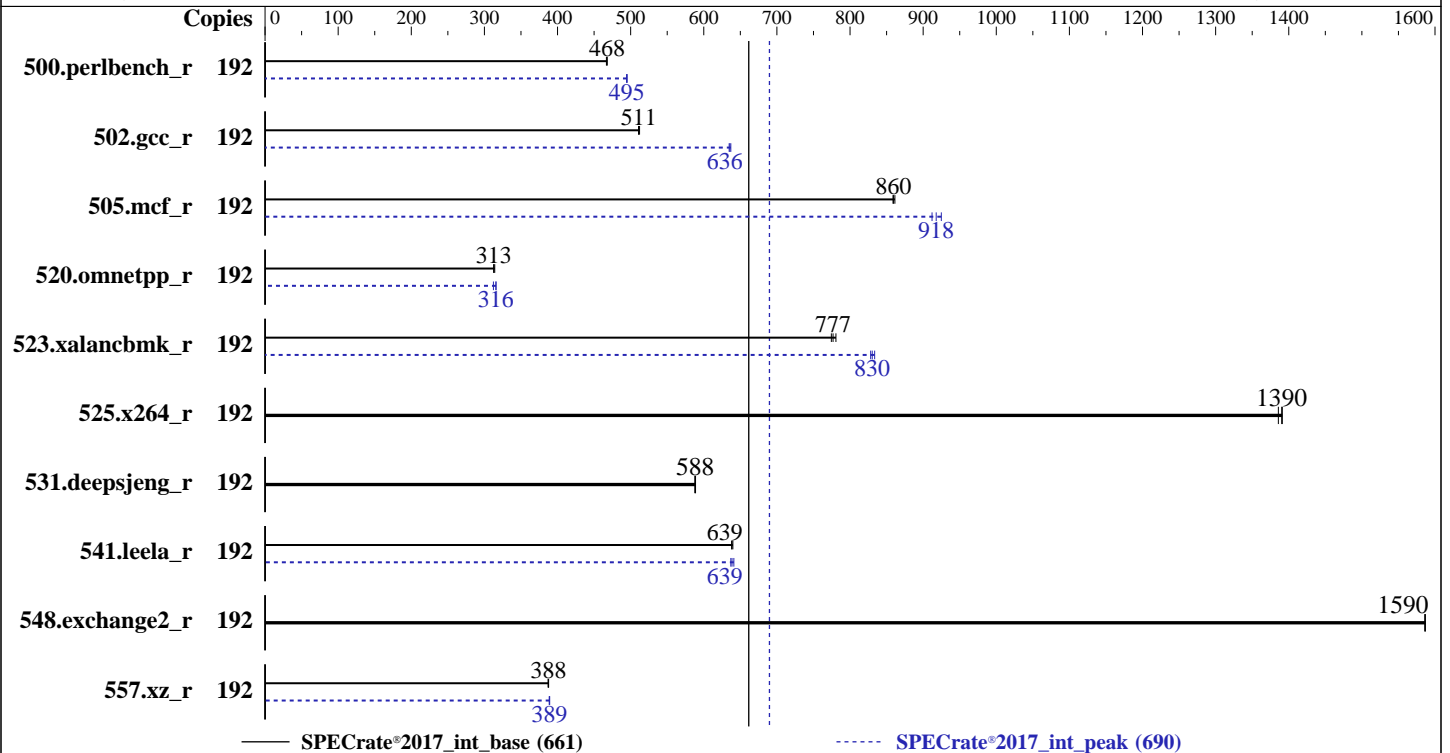 Copies 0 100 200 300 400 500 600 700 800 900 1000 1100 1200 1300 1400 1600
468
500.perlbench_r 192
495
511
502.gcc_r 192
636
860
505.mcf_r 192
918
313
520.omnetpp_r 192
316
777
523.xalancbmk_r 192
830
1390
525.x264_r 192
588
531.deepsjeng_r 192
639
541.leela_r 192
639
1590
548.exchange2_r 192
388
557.xz_r 192
389
SPECrate®2017_int_base (661) SPECrate®2017_int_peak (690)